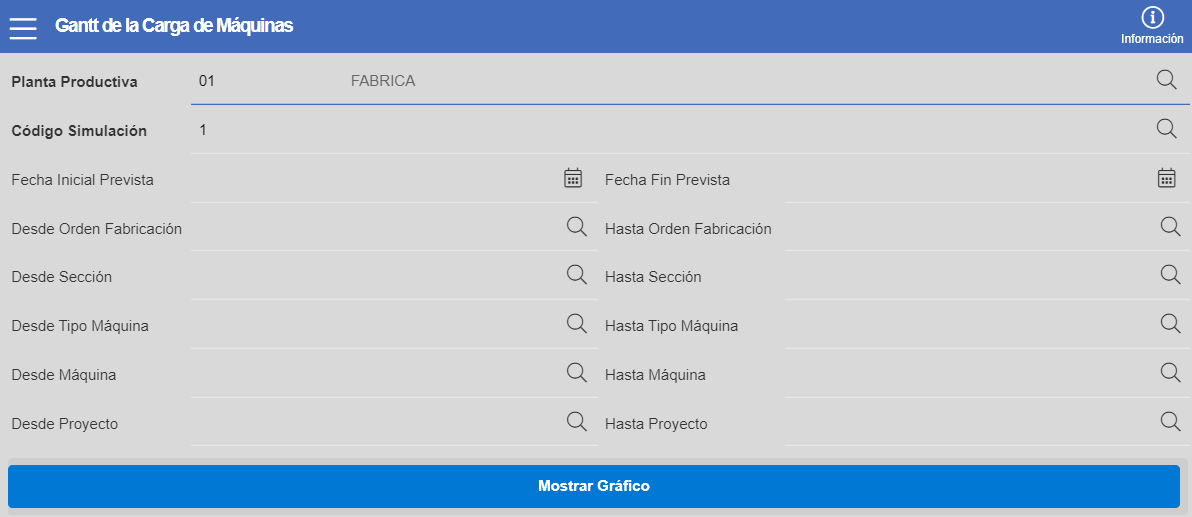 Gantt de la Carga de Máquinas
Información
Planta Productiva 01 FABRICA
Código Simulación 1
Fecha Inicial Prevista Fecha Fin Prevista
Desde Orden Fabricación Hasta Orden Fabricación
Desde Sección Hasta Sección
Desde Tipo Máquina Hasta Tipo Máquina
Desde Máquina Hasta Máquina
Desde Proyecto Hasta Proyecto
Mostrar Gráfico